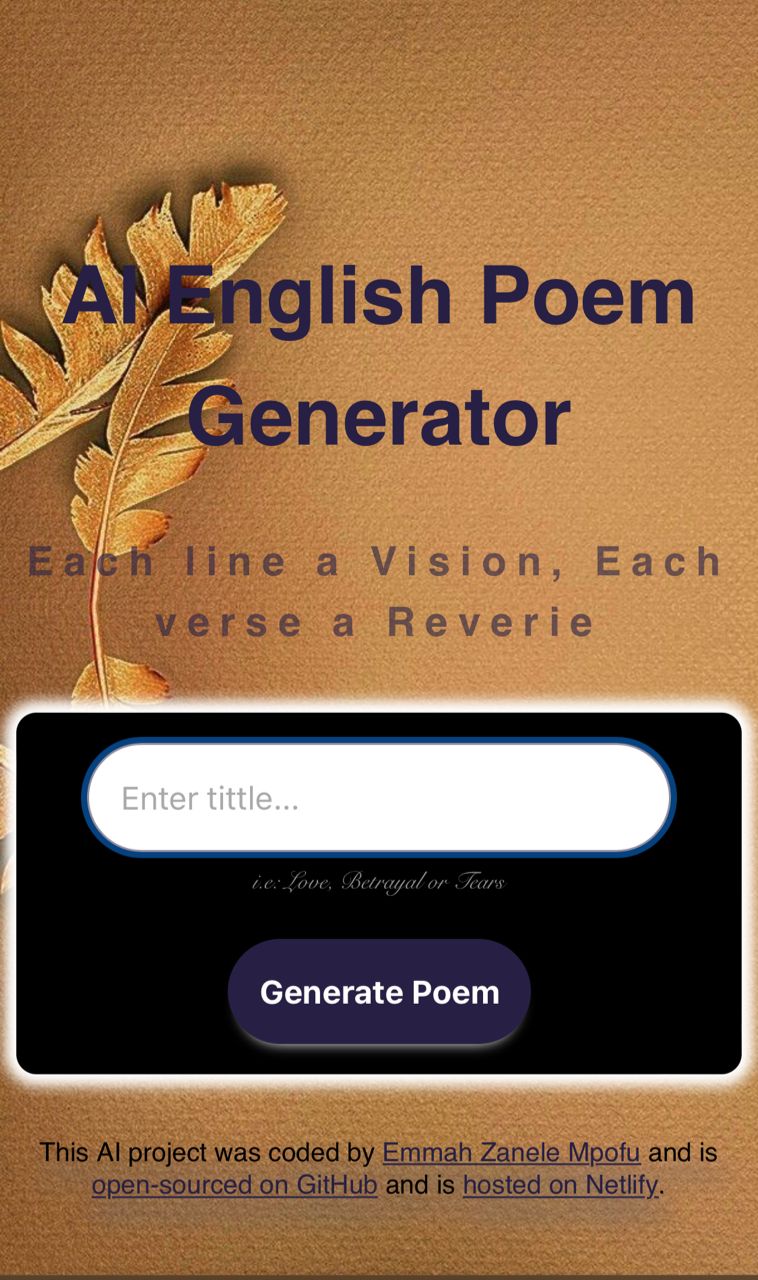 AI English Poem
Generator
Each line a Vision, Each
verse a Reverie
Enter tittle...
i.e: Love, Betrayal or Tears
Generate Poem
This AI project was coded by Emmah Zanele Mpofu and is
open-sourced on GitHub and is hosted on Netlify.